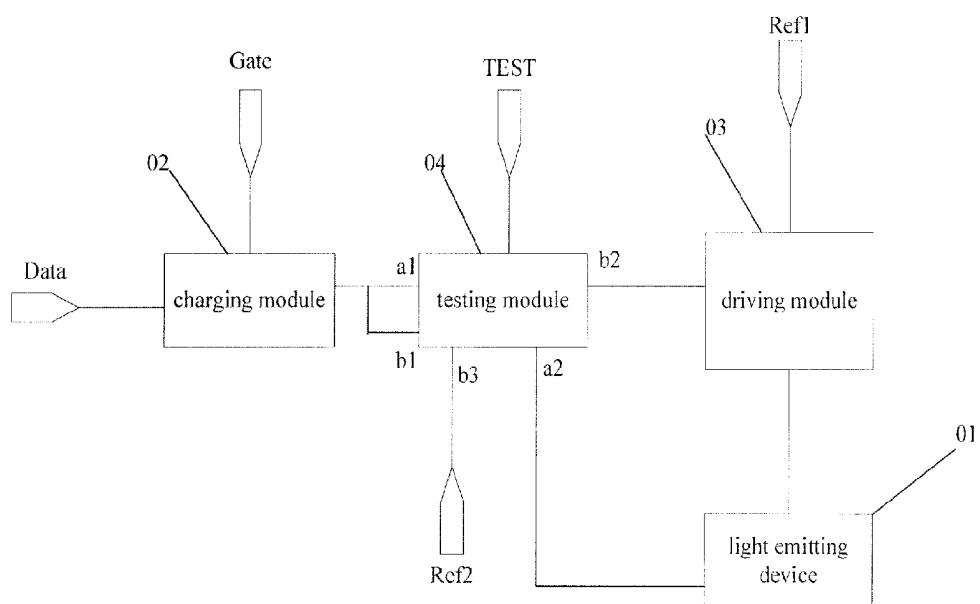 Ref1
Gate
TEST
02
04
03
a1
b2
Data
charging module
testing module
driving module
b1
b3
a2
01
light emitting
device
Ref2